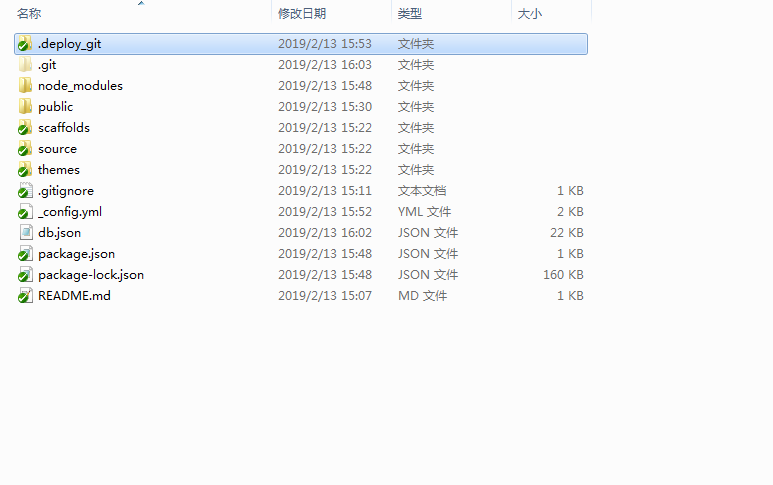 名称 修改日期 类型 大小
.deploy_git 2019/2/13 15:53 文件夹
.git 2019/2/13 16:03 文件夹
node_modules 2019/2/13 15:48 文件夹
public 2019/2/13 15:30 文件夹
scaffolds 2019/2/13 15:22 文件夹
source 2019/2/13 15:22 文件夹
themes 2019/2/13 15:22 文件夹
.gitignore 2019/2/13 15:11 文本文档 1 KB
_config.yml 2019/2/13 15:52 YML 文件 2 KB
db.json 2019/2/13 16:02 JSON 文件 22 KB
package.json 2019/2/13 15:48 JSON 文件 1 KB
package-lock.json 2019/2/13 15:48 JSON 文件 160 KB
README.md 2019/2/13 15:07 MD 文件 1 KB